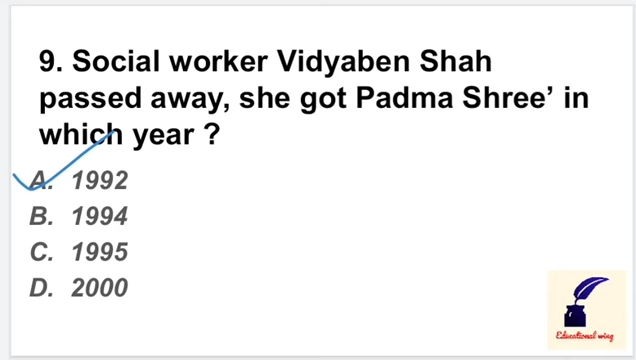 9. Social worker Vidyaben Shah
passed away, she got Padma Shree’ in
which year ?
A. 1992
B. 1994
C. 1995
D. 2000
Educational wing